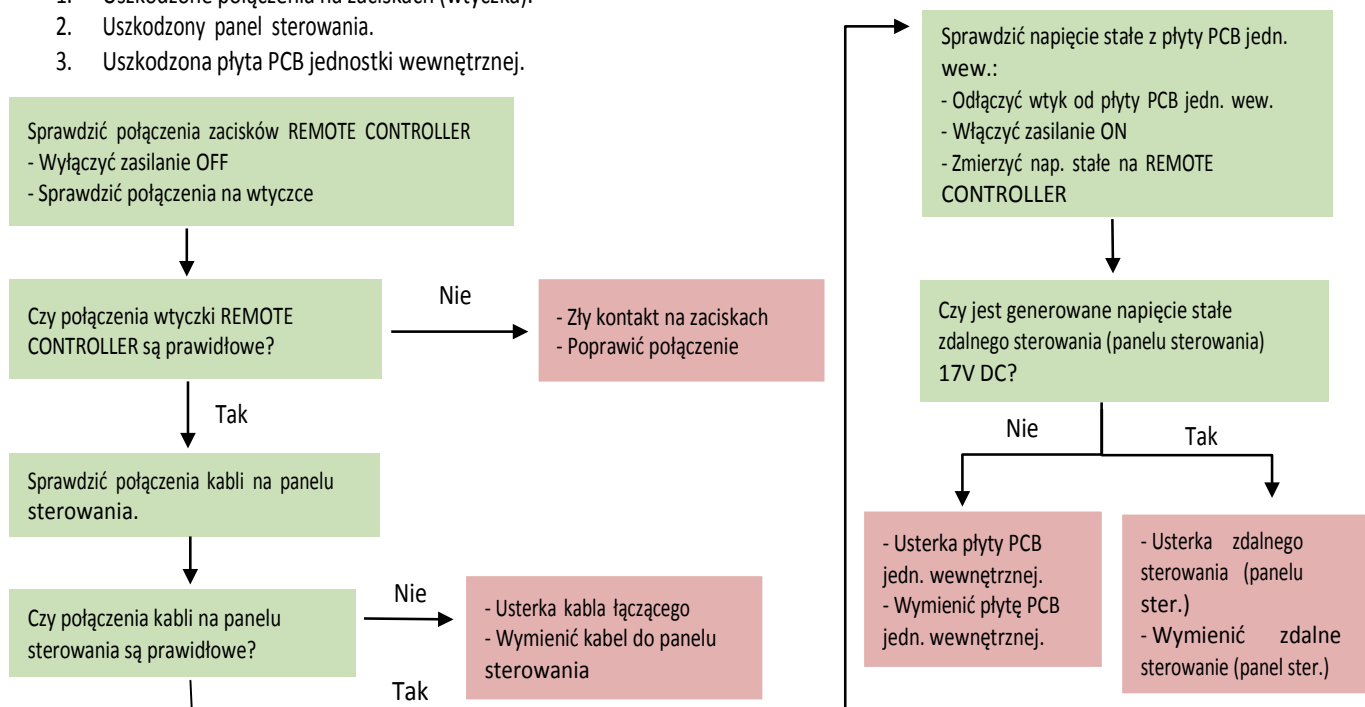 1. Uszkodzone połączenia na zaciskach (wtyczka).
2. Uszkodzony panel sterowania.
3. Uszkodzona płyta PCB jednostki wewnętrznej.
Sprawdzić połączenia zacisków REMOTE CONTROLLER
- Wyłączyć zasilanie OFF
- Sprawdzić połączenia na wtyczce
Czy połączenia wtyczki REMOTE
CONTROLLER są prawidłowe?
Nie
- Zły kontakt na zaciskach
- Poprawić połączenie
Tak
Sprawdzić połączenia kabli na panelu
sterowania.
Czy połączenia kabli na panelu
sterowania są prawidłowe?
Nie
- Usterka kabla łączącego
- Wymienić kabel do panelu
sterowania
Tak
Sprawdzić napięcie stałe z płyty PCB jedn.
wew.:
- Odłączyć wtyk od płyty PCB jedn. wew.
- Włączyć zasilanie ON
- Zmierzyć nap. stałe na REMOTE
CONTROLLER
Czy jest generowane napięcie stałe
zdalnego sterowania (panelu sterowania)
17V DC?
Nie
Tak
- Usterka płyty PCB
jedn. wewnętrznej.
- Wymienić płytę PCB
jedn. wewnętrznej.
- Usterka zdalnego
sterowania (panelu
ster.)
- Wymienić zdalne
sterowanie (panel ster.)